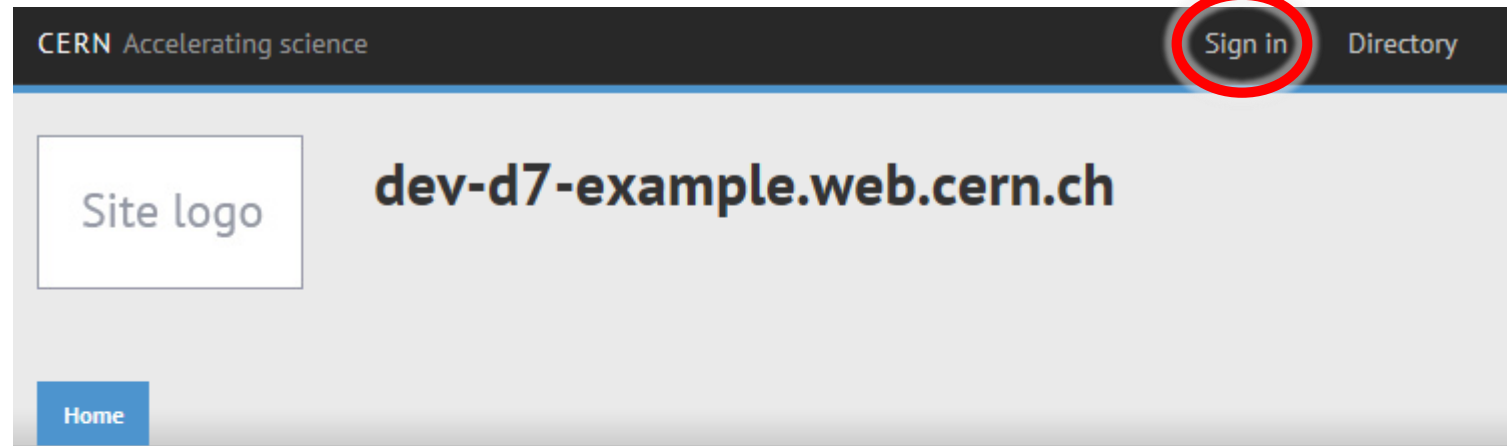 CERN Accelerating science Sign in Directory
Site logo
dev-d7-example.web.cern.ch
Home